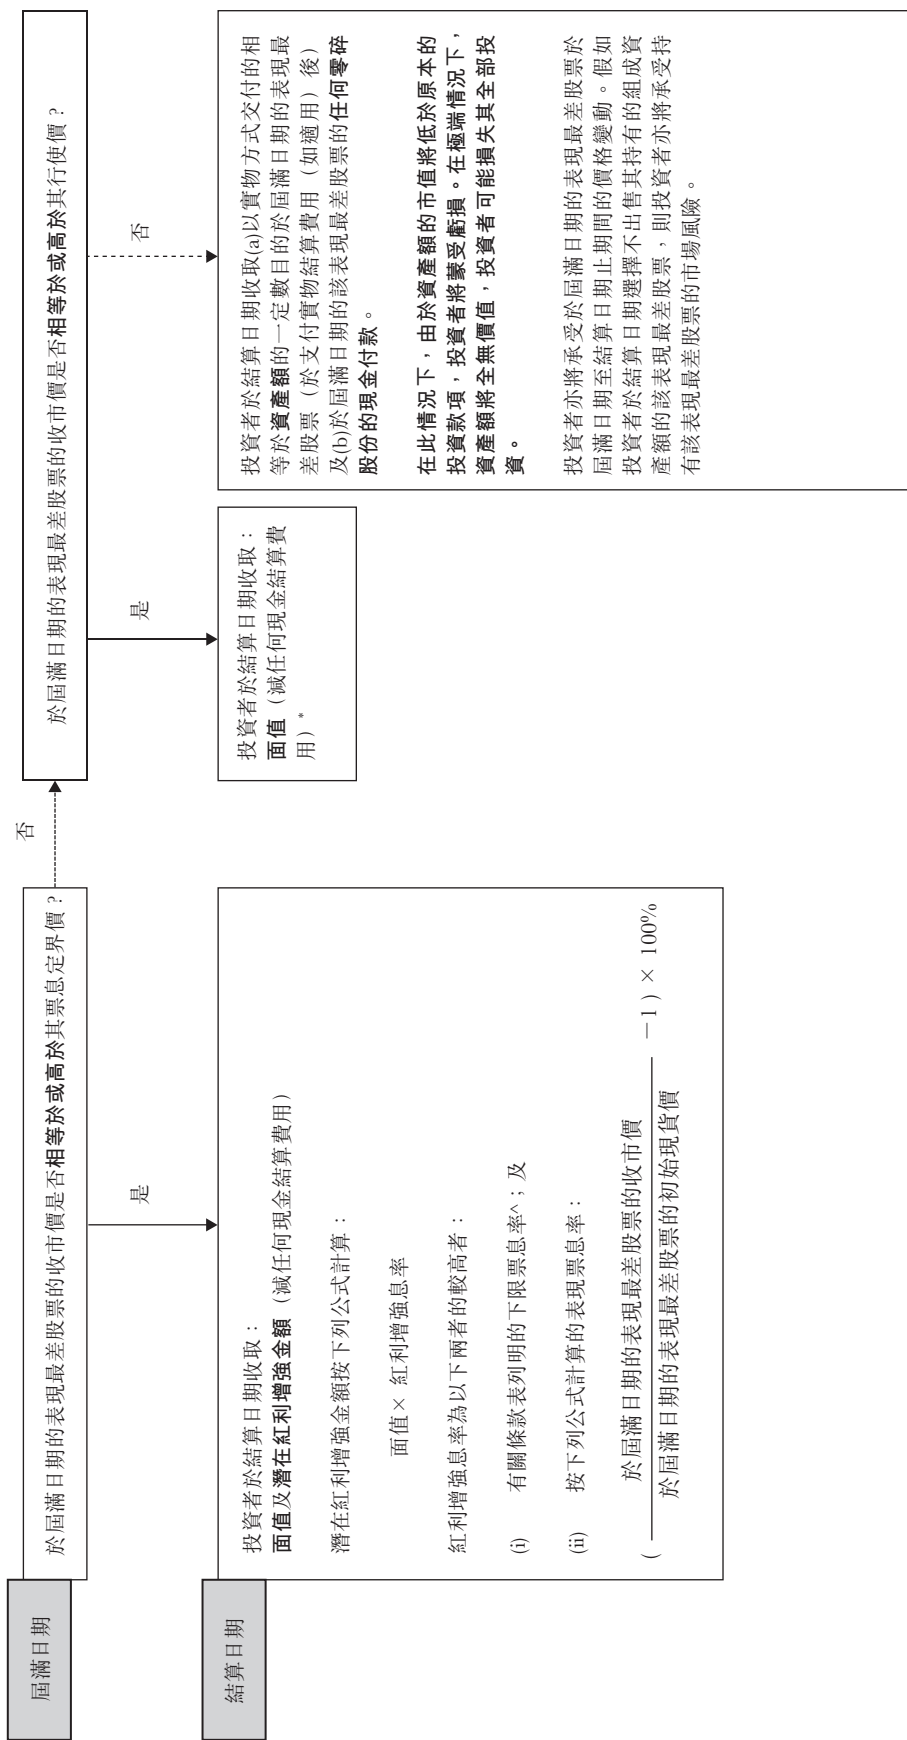 屆滿日期
於屆滿日期的表現最差股票的收市價是否相等於或高於其票息定界價？
否
於屆滿日期的表現最差股票的收市價是否相等於或高於其行使價？
是
是
否
結算日期
投資者於結算日期收取：
面值及潛在紅利增強金額（減任何現金結算費用）
潛在紅利增強金額按下列公式計算：
面值× 紅利增強息率
紅利增強息率為以下兩者的較高者：
(i) 有關條款表列明的下限票息率^；及
(ii) 按下列公式計算的表現票息率：
於屆滿日期的表現最差股票的收市價
( －1 ) × 100%
於屆滿日期的表現最差股票的初始現貨價
投資者於結算日期收取：
面值（減任何現金結算費
用）*
投資者於結算日期收取(a)以實物方式交付的相
等於資產額的一定數目的於屆滿日期的表現最
差股票（於支付實物結算費用（如適用）後）
及(b)於屆滿日期的該表現最差股票的任何零碎
股份的現金付款。
在此情況下，由於資產額的市值將低於原本的
投資款項，投資者將蒙受虧損。在極端情況下，
資產額將全無價值，投資者可能損失其全部投
資。
投資者亦將承受於屆滿日期的表現最差股票於
屆滿日期至結算日期止期間的價格變動。假如
投資者於結算日期選擇不出售其持有的組成資
產額的該表現最差股票，則投資者亦將承受持
有該表現最差股票的市場風險。